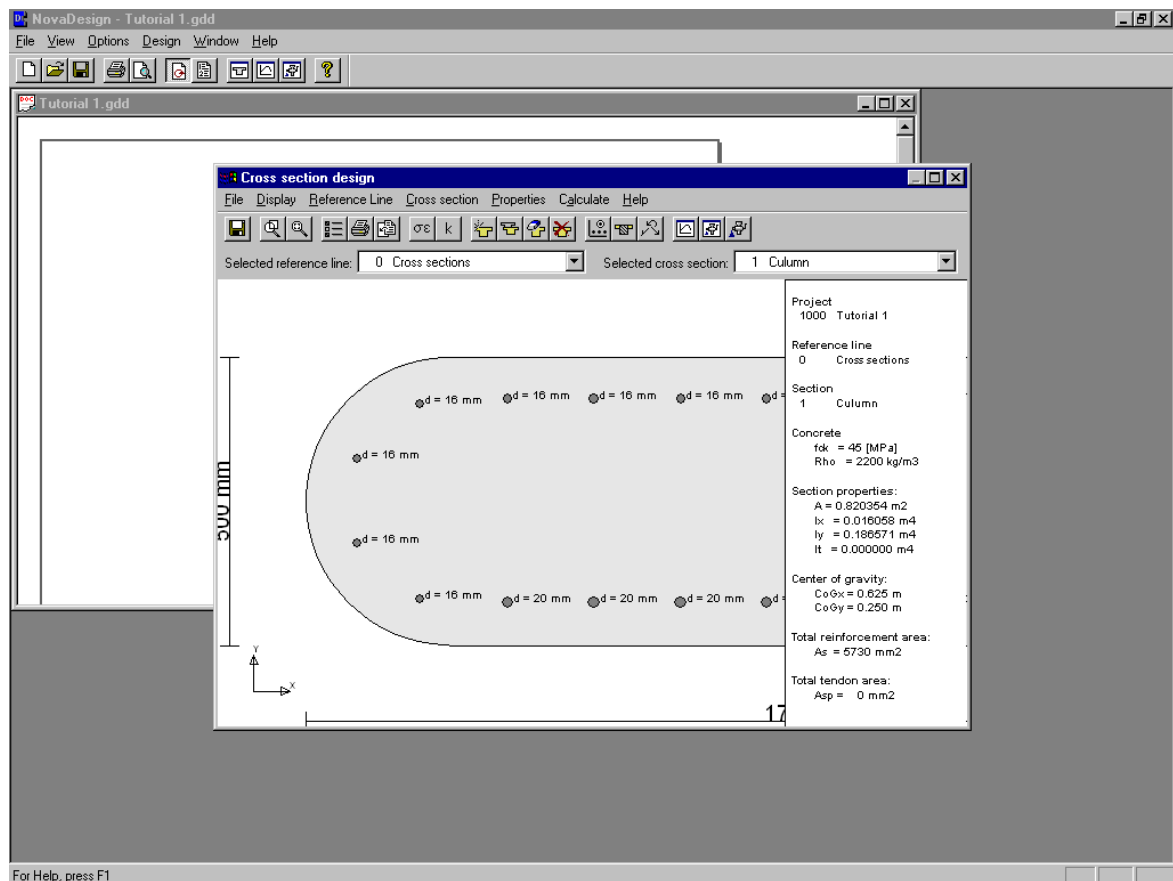 NovaDesign - Tutorial 1.gdd
File View Options Design Window Help
Tutorial 1.gdd
Cross section design
File Display Reference Line Cross section Properties Calculate Help
σε k
Selected reference line: 0 Cross sections Selected cross section: 1 Culumn
Project
1000 Tutorial 1
Reference line
0 Cross sections
Section
1 Culumn
Concrete
fck = 45 [MPa]
Rho = 2200 kg/m3
Section properties:
A = 0.820354 m2
Ix = 0.016058 m4
Iy = 0.186571 m4
It = 0.000000 m4
Center of gravity:
CoGx = 0.625 m
CoGy = 0.250 m
Total reinforcement area:
As = 5730 mm2
Total tendon area:
Asp = 0 mm2
d = 16 mm d = 16 mm d = 16 mm d = 16 mm d =
d = 16 mm
500 mm
d = 16 mm
d = 16 mm d = 20 mm d = 20 mm d = 20 mm d =
Y
X
17
For Help, press F1